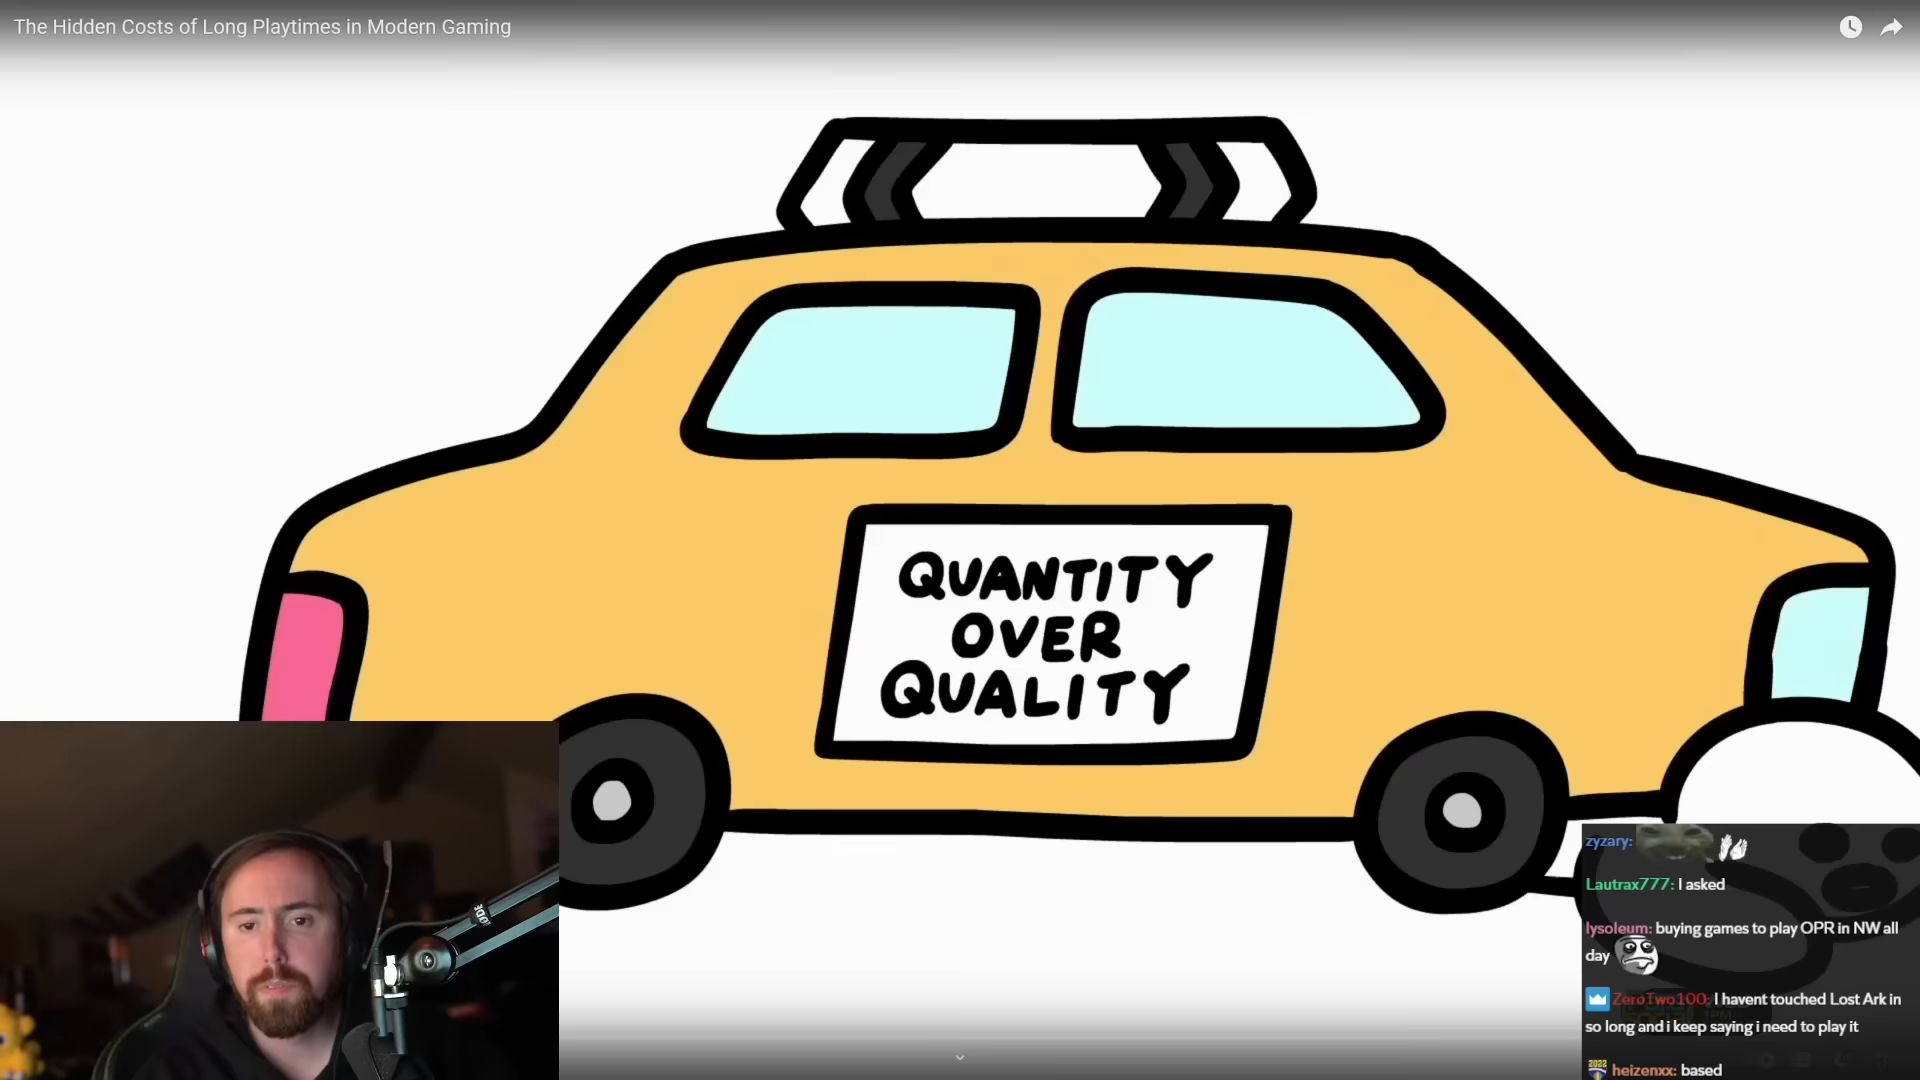 The Hidden Costs of Long Playtimes in Modern Gaming
QUANTITY
OVER
QUALITY
zyzary:
Lautrax777: I asked
lysoleum: buying games to play OPR in NW all
day
ZeroTwo100: I havent touched Lost Ark in
so long and i keep saying i need to play it
2022
heizenxx: based